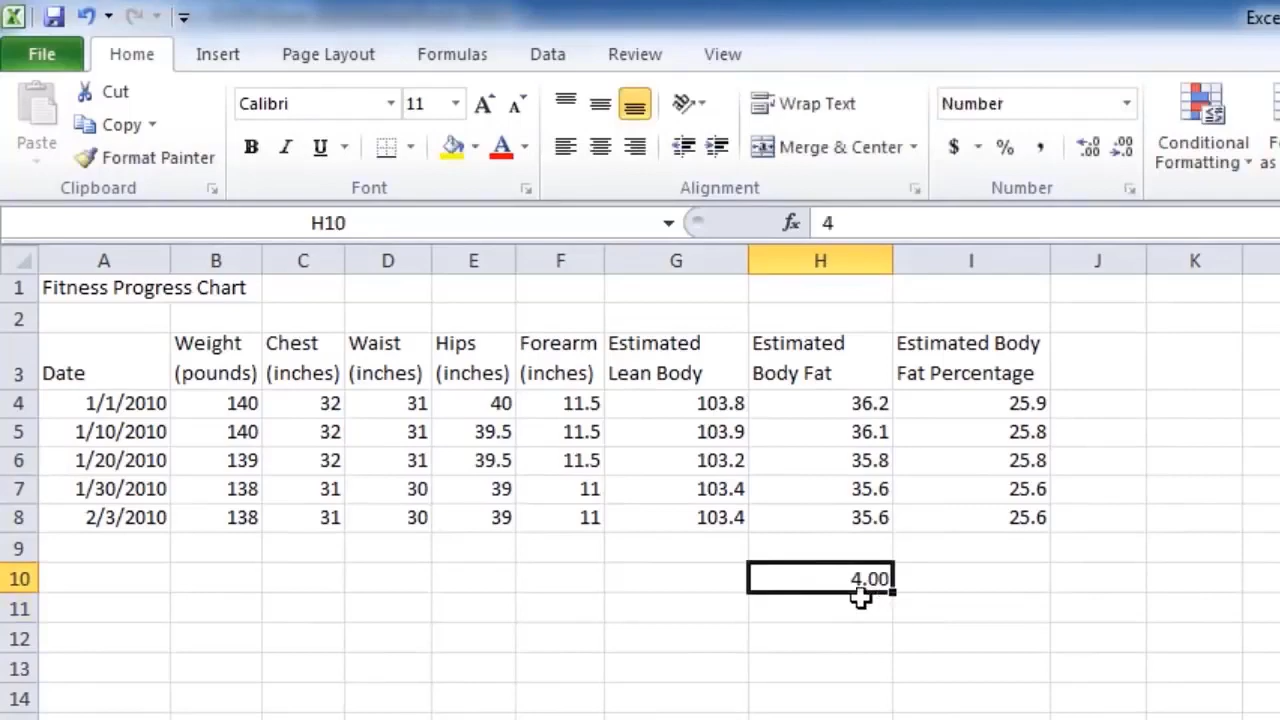 Exce
File Home Insert Page Layout Formulas Data Review View
Cut
Copy
Format Painter
Paste
Clipboard
Calibri 11 A A
B I U A
Font
Wrap Text
Merge & Center
Alignment
Number
$ % , .0 .00 .00 .0
Number
Conditional
Formatting as
H10 fx 4
A B C D E F G H I J K
1 Fitness Progress Chart
2
Weight Chest Waist Hips Forearm Estimated Estimated Estimated Body
3 Date (pounds) (inches) (inches) (inches) (inches) Lean Body Body Fat Fat Percentage
4 1/1/2010 140 32 31 40 11.5 103.8 36.2 25.9
5 1/10/2010 140 32 31 39.5 11.5 103.9 36.1 25.8
6 1/20/2010 139 32 31 39.5 11.5 103.2 35.8 25.8
7 1/30/2010 138 31 30 39 11 103.4 35.6 25.6
8 2/3/2010 138 31 30 39 11 103.4 35.6 25.6
9
10 4.00
11
12
13
14